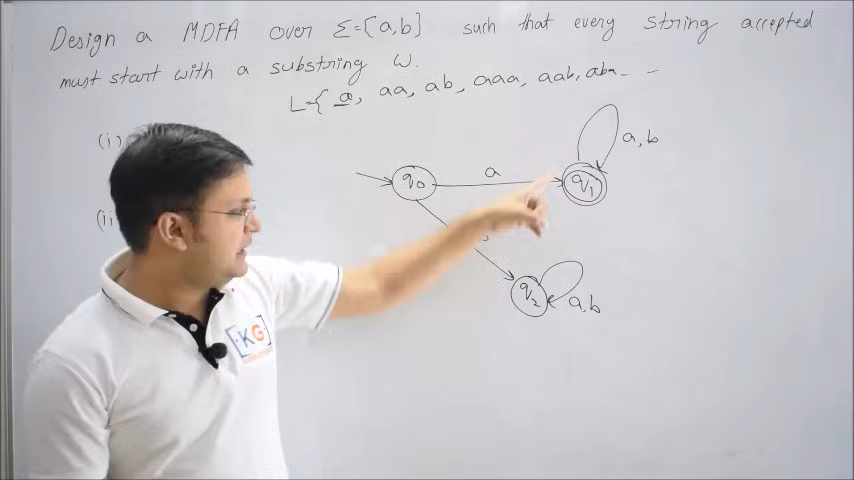 Design a MDFA over Σ={a,b} such that every string accepted
must start with a substring w.
L={a, aa, ab, aaa, aab, aba - -
(i)
(ii
q0
a
q1
a,b
q2
a,b
KG